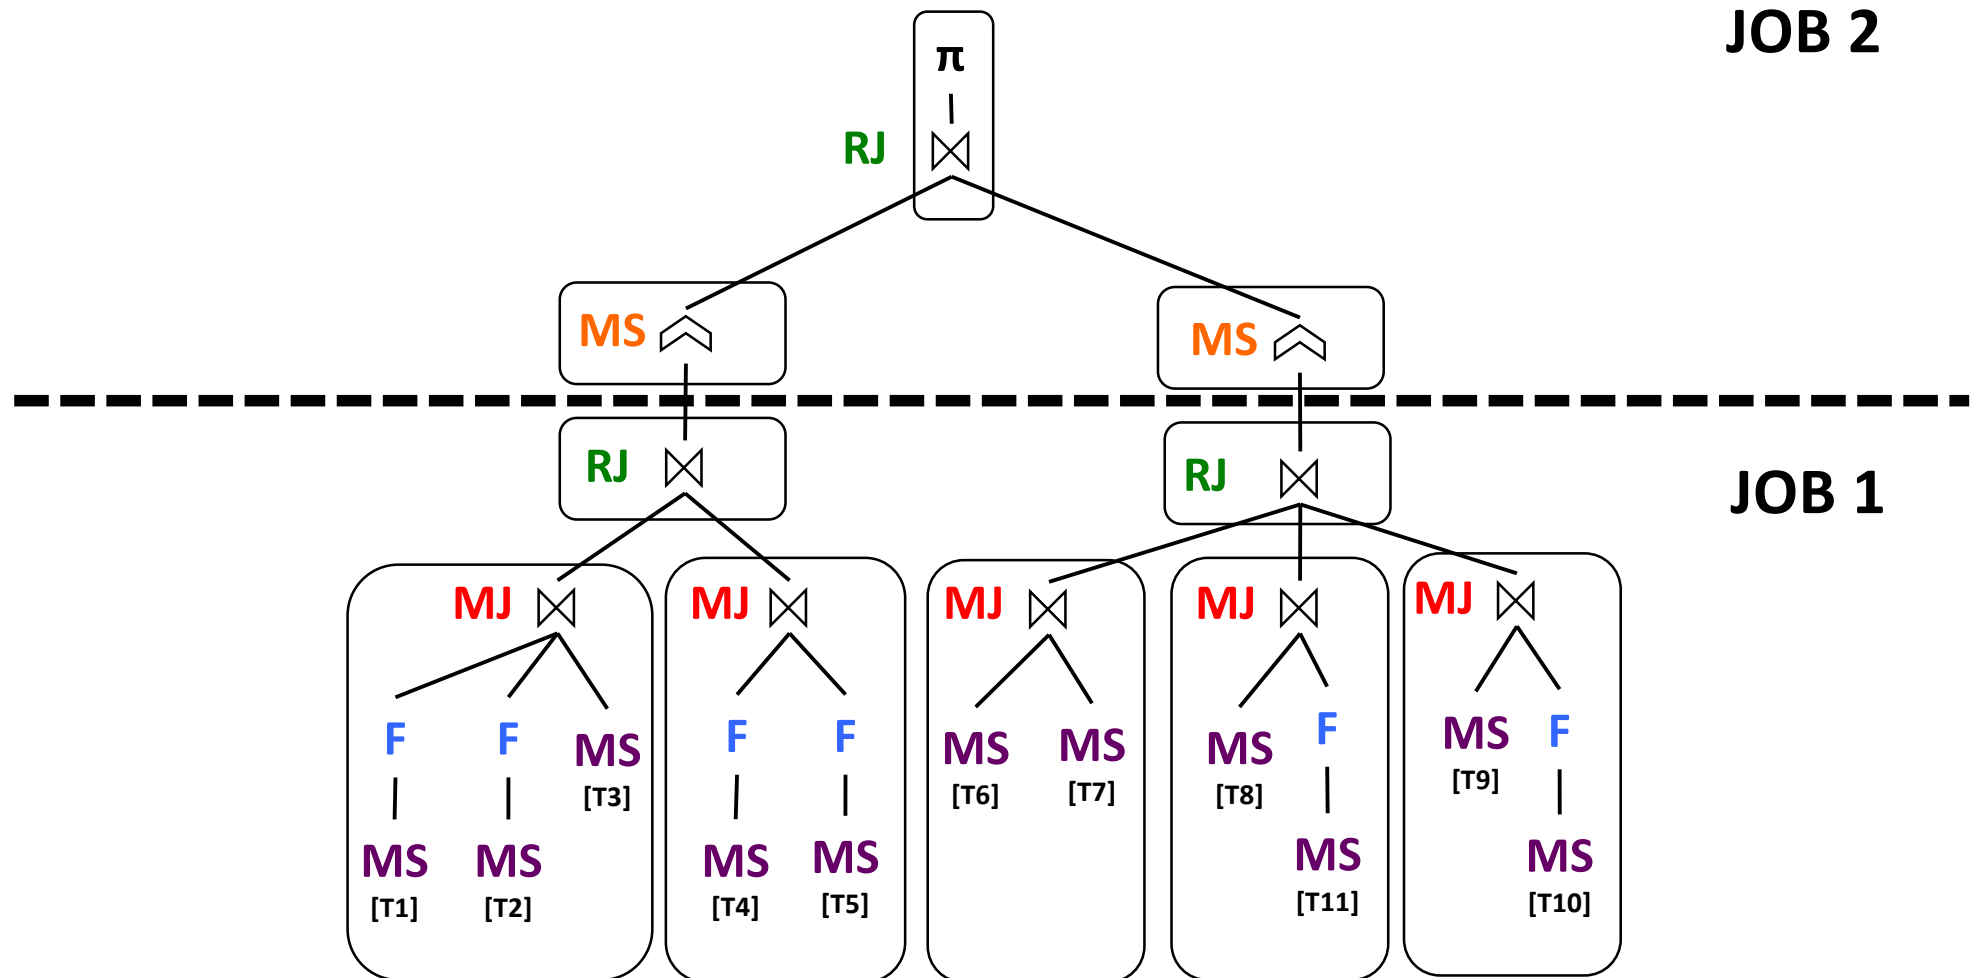 JOB 2
π
RJ
MS
MS
RJ
RJ
JOB 1
MJ
MJ
MJ
MJ
MJ
F
F
MS
[T3]
F
F
MS
[T6]
MS
[T7]
MS
[T8]
F
MS
[T9]
F
MS
[T1]
MS
[T2]
MS
[T4]
MS
[T5]
MS
[T11]
MS
[T10]